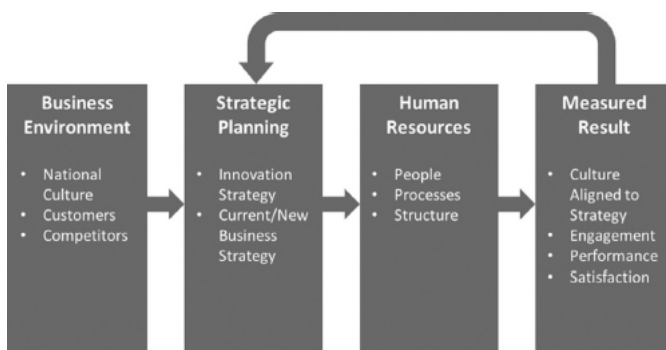 Business
Environment
• National
Culture
• Customers
• Competitors
Strategic
Planning
• Innovation
Strategy
• Current/New
Business
Strategy
Human
Resources
• People
• Processes
• Structure
Measured
Result
• Culture
Aligned to
Strategy
• Engagement
• Performance
• Satisfaction